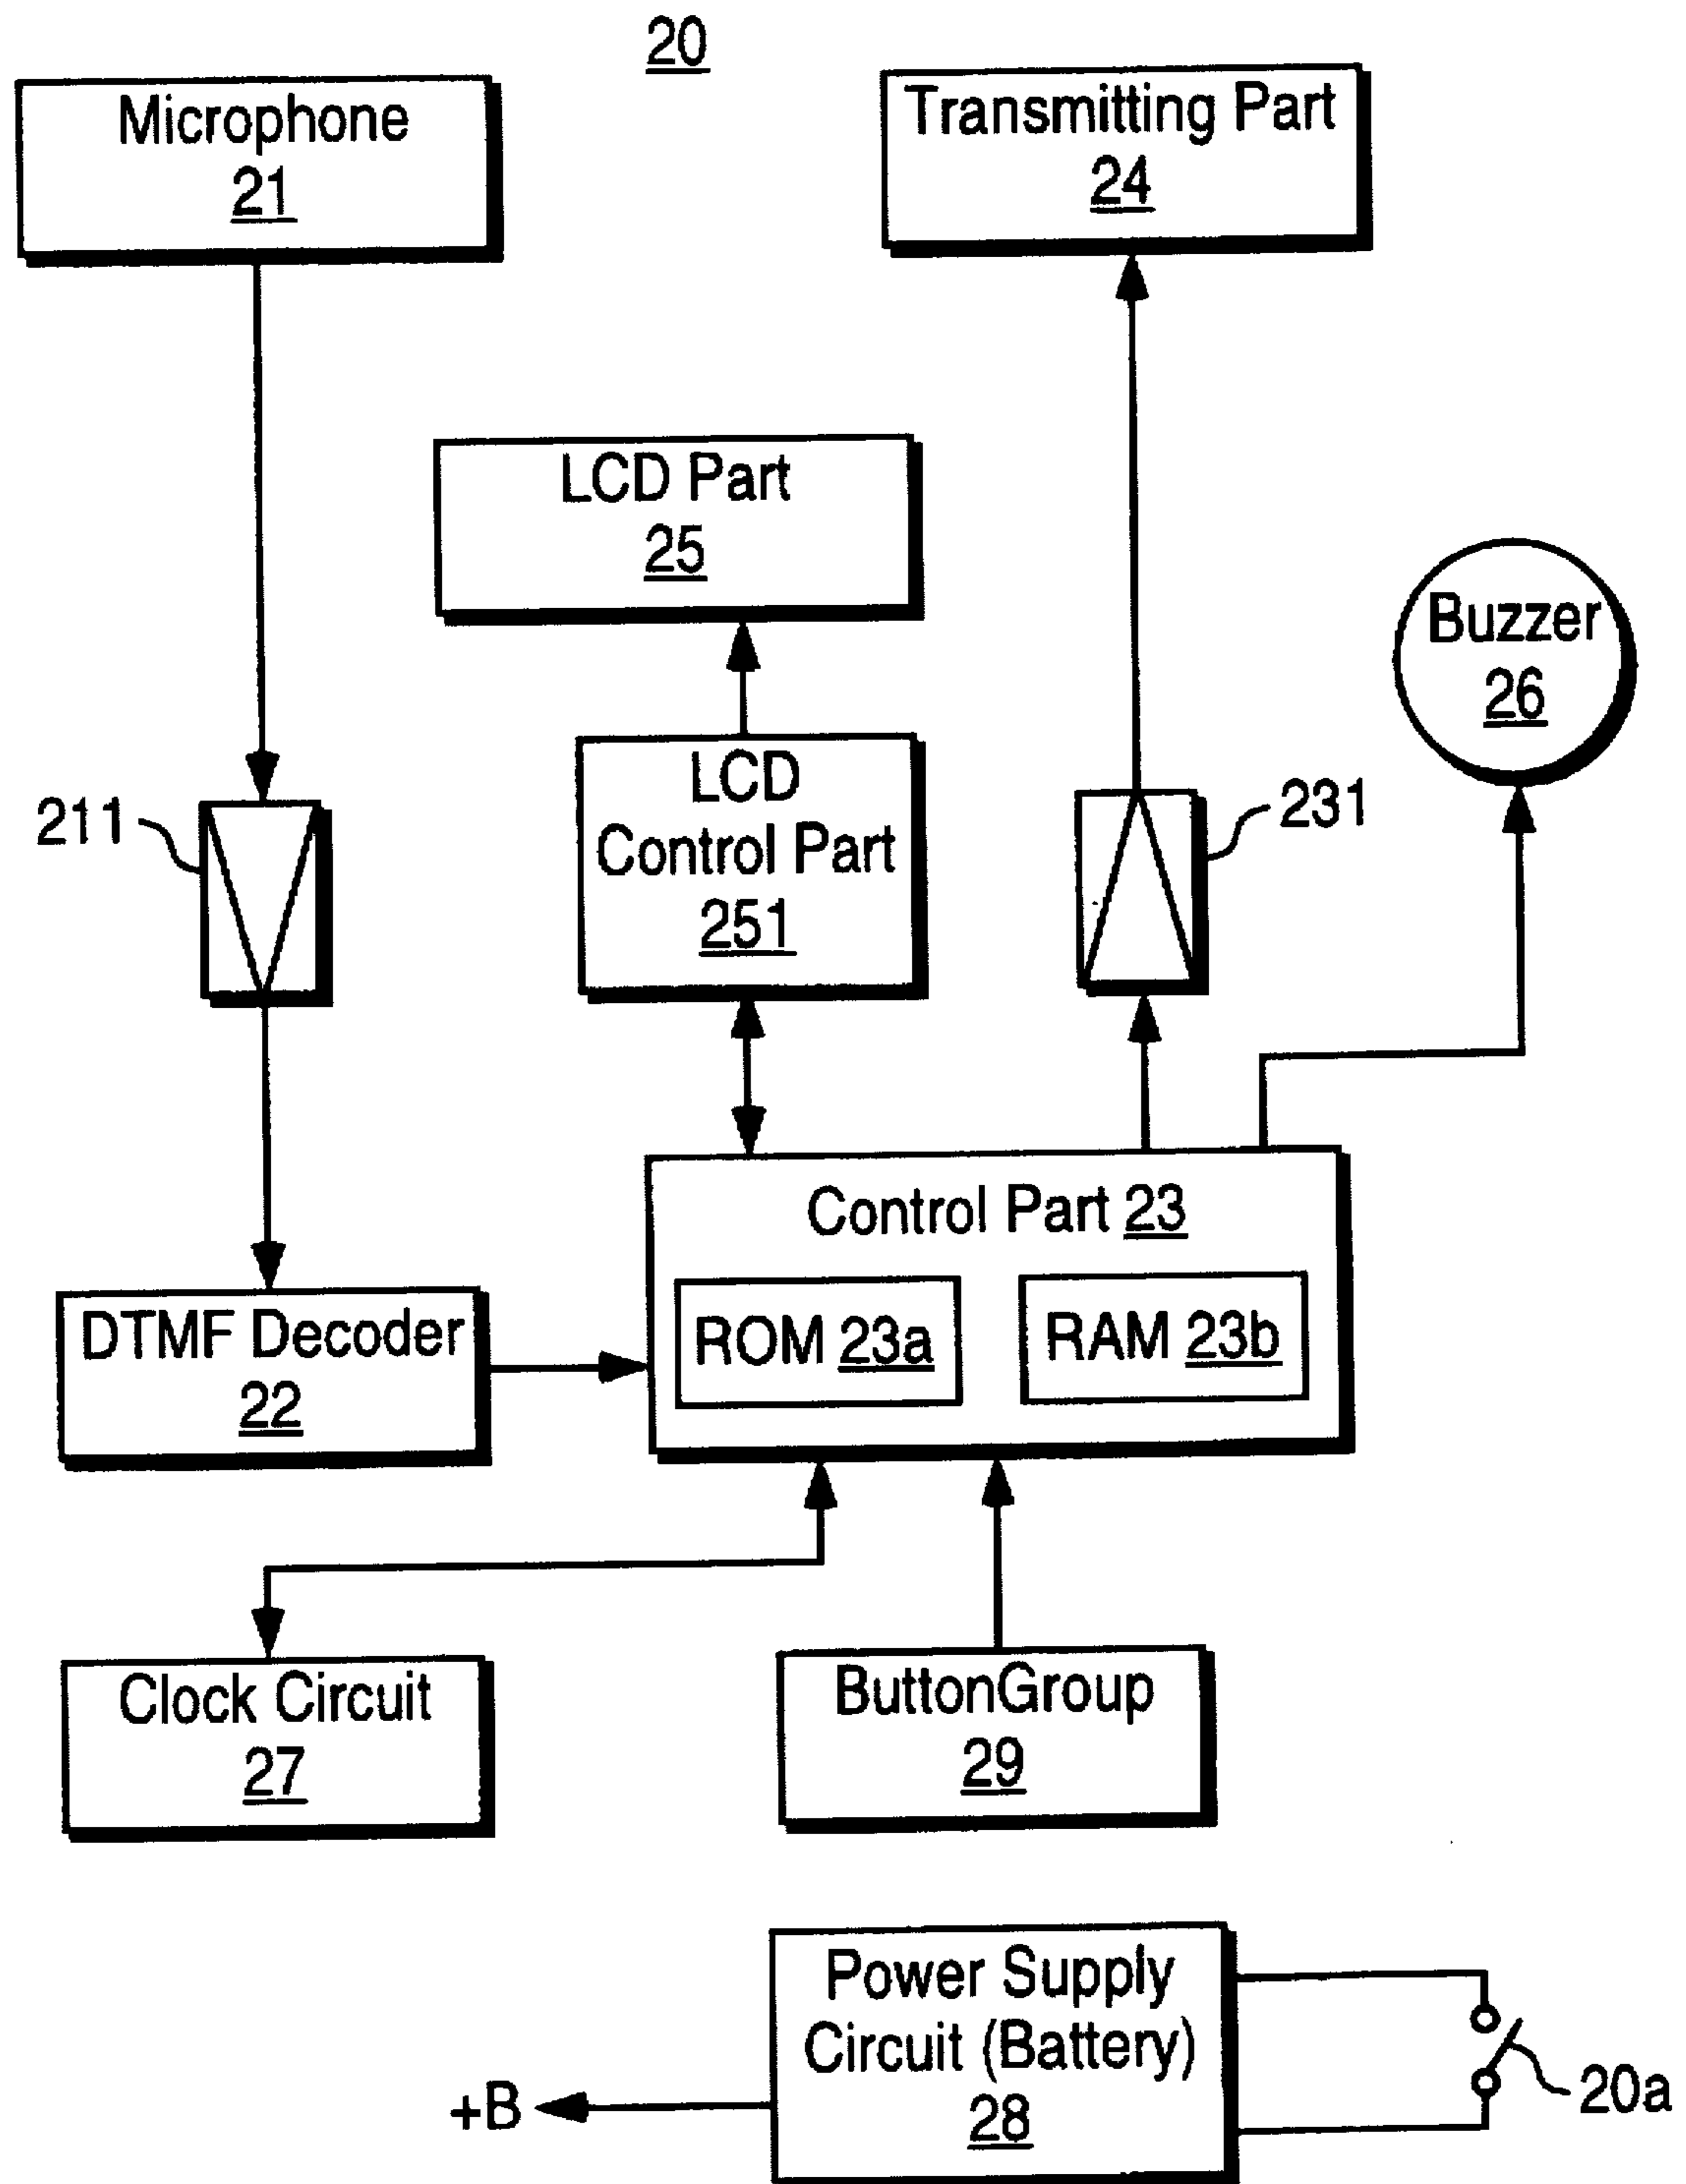 20
Microphone
21
Transmitting Part
24
LCD Part
25
Buzzer
26
211
LCD
Control Part
251
231
Control Part 23
ROM 23a
RAM 23b
DTMF Decoder
22
Clock Circuit
27
ButtonGroup
29
Power Supply
Circuit (Battery)
28
+B
20a